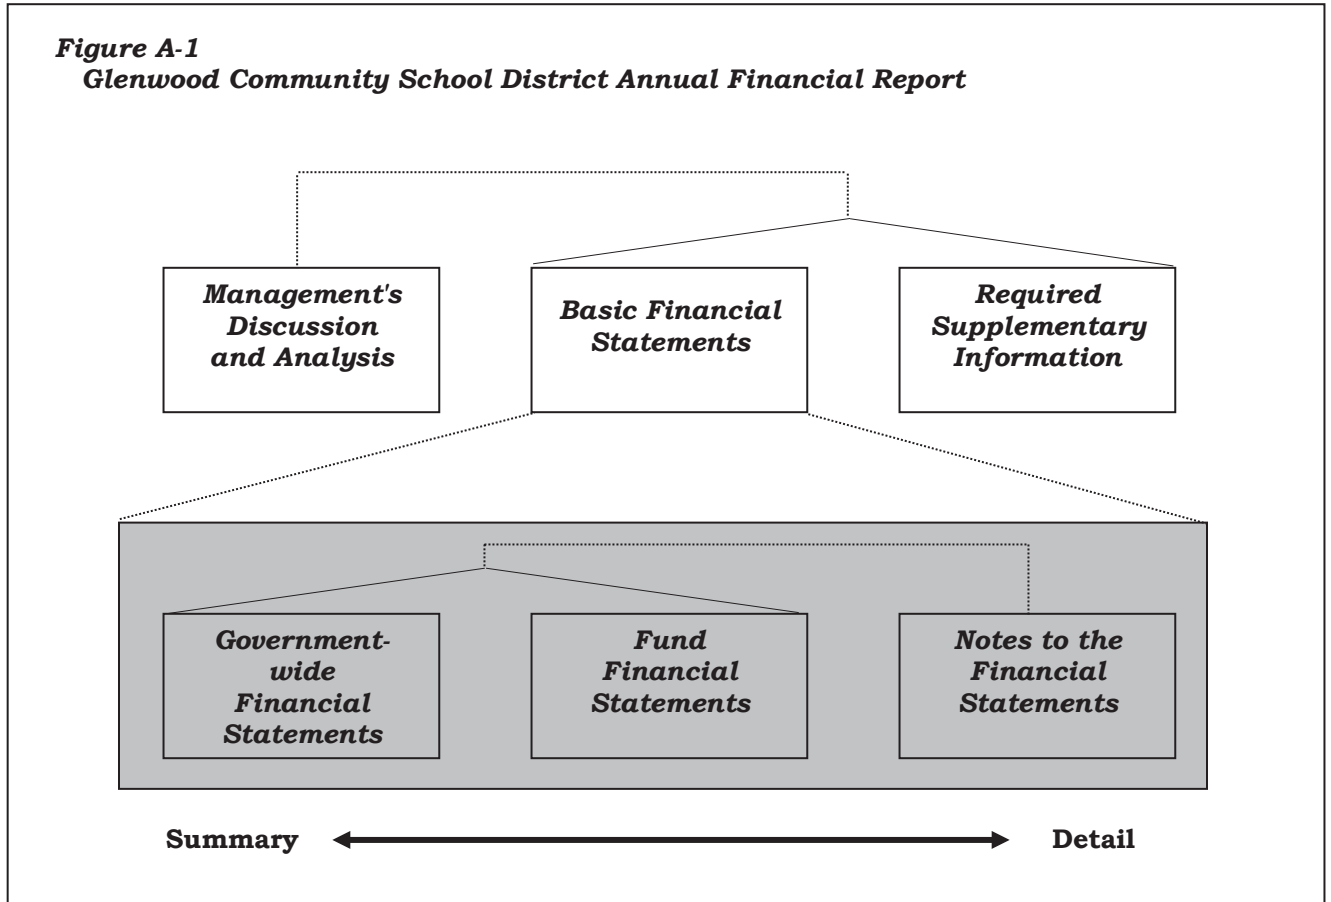 Figure A-1
Glenwood Community School District Annual Financial Report
Management's
Discussion
and Analysis
Basic Financial
Statements
Required
Supplementary
Information
Government-
wide
Financial
Statements
Fund
Financial
Statements
Notes to the
Financial
Statements
Summary
Detail